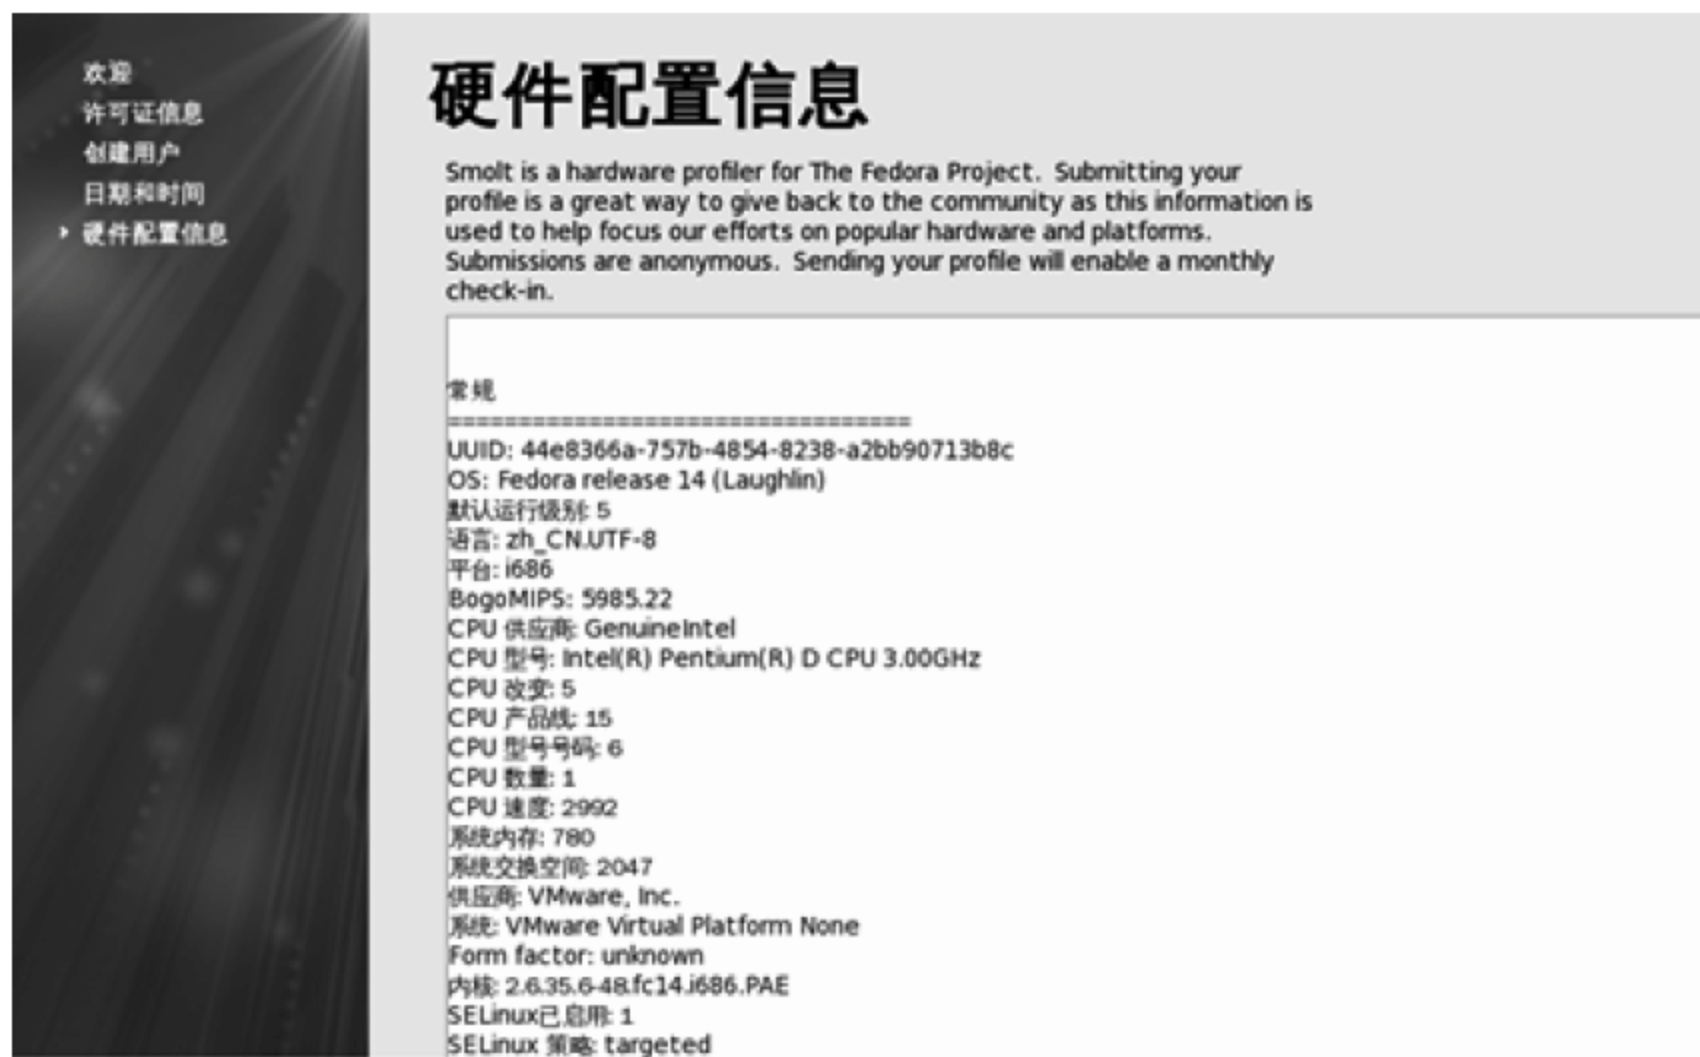 欢迎
许可证信息
创建用户
日期和时间
硬件配置信息
硬件配置信息
Smolt is a hardware profiler for The Fedora Project. Submitting your
profile is a great way to give back to the community as this information is
used to help focus our efforts on popular hardware and platforms.
Submissions are anonymous. Sending your profile will enable a monthly
check-in.
常规
=================================
UUID: 44e8366a-757b-4854-8238-a2bb90713b8c
OS: Fedora release 14 (Laughlin)
默认运行级别: 5
语言: zh_CN.UTF-8
平台: i686
BogoMIPS: 5985.22
CPU 供应商: GenuineIntel
CPU 型号: Intel(R) Pentium(R) D CPU 3.00GHz
CPU 改变: 5
CPU 产品线: 15
CPU 型号号码: 6
CPU 数量: 1
CPU 速度: 2992
系统内存: 780
系统交换空间: 2047
供应商: VMware, Inc.
系统: VMware Virtual Platform None
Form factor: unknown
内核: 2.6.35.6-48.fc14.i686.PAE
SELinux已启用: 1
SELinux 策略: targeted